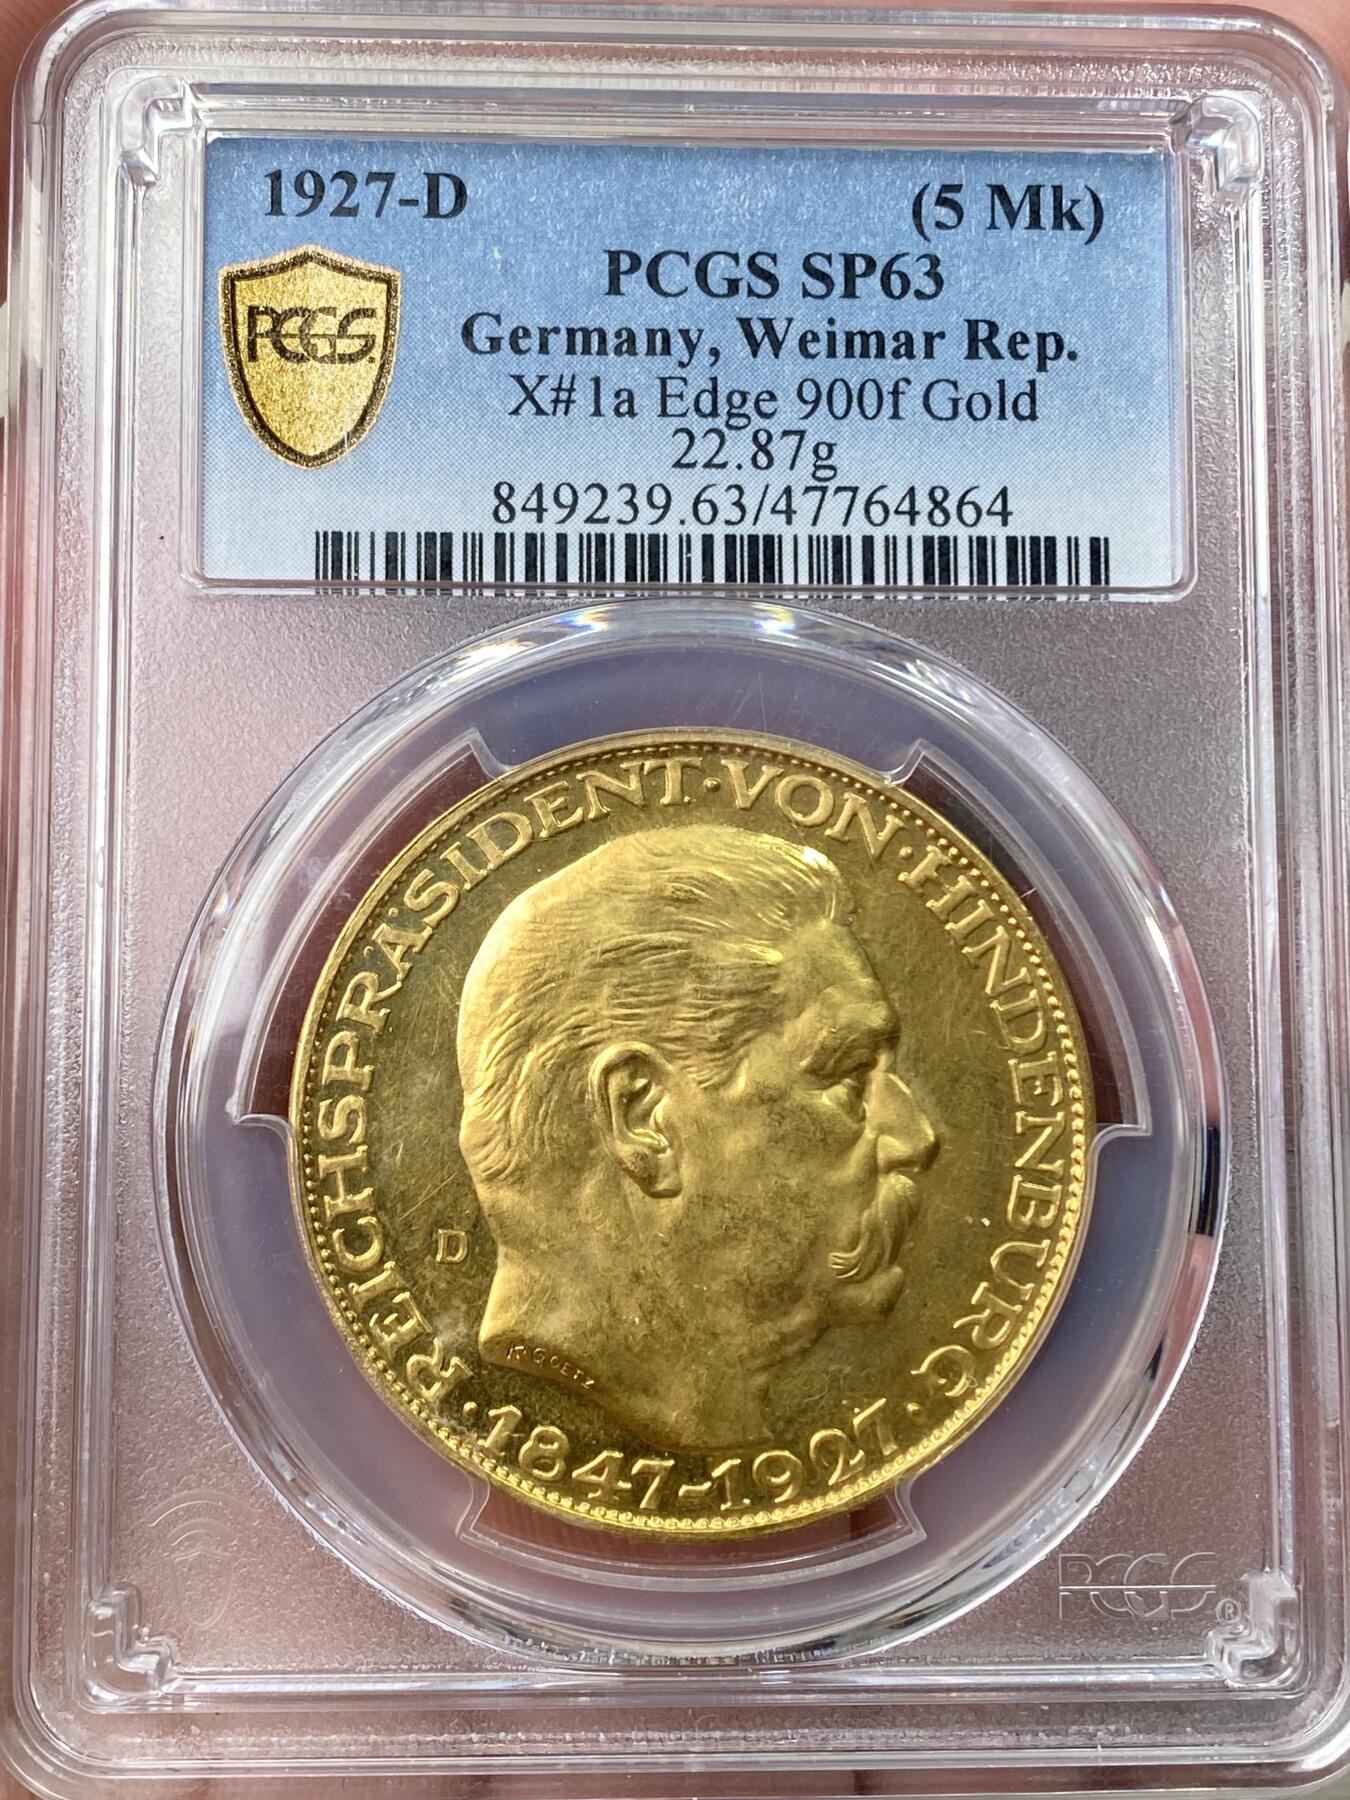 1927-D (5 Mk)
PCGS SP63
PCGS
Germany, Weimar Rep.
X#1a Edge 900f Gold
22.87g
849239.63/47764864
REICHSPRÄSIDENT·VON·HINDENBURG
D
K·GOETZ
·1847-1927·
PCGS®